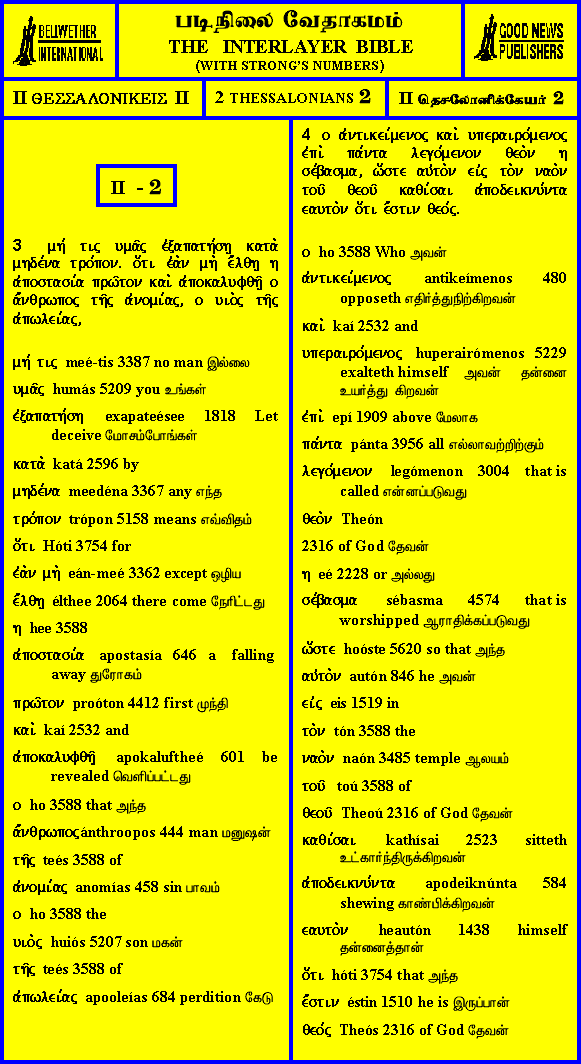 BELLWETHER
INTERNATIONAL
படிநிலை வேதாகமம்
THE INTERLAYER BIBLE
(WITH STRONG'S NUMBERS)
GOOD NEWS
PUBLISHERS
II ΘΕΣΣΑΛΟΝΙΚΕΙΣ II
2 THESSALONIANS 2
II தெசலோனிக்கேயர் 2
II - 2
3 μή τις υμᾶς ἐξαπατήσῃ κατὰ
μηδένα τρόπον. ὅτι ἐὰν μὴ ἔλθῃ η
ἀποστασία πρῶτον καὶ ἀποκαλυφθῇ ο
ἄνθρωπος τῆς ἀνομίας, ο υιὸς τῆς
ἀπωλείας,
μή τις meé-tis 3387 no man இல்லை
υμᾶς humás 5209 you உங்கள்
ἐξαπατήσῃ exapateésee 1818 Let
deceive மோசம்போங்கள்
κατὰ katá 2596 by
μηδένα meedéna 3367 any எந்த
τρόπον trópon 5158 means எவ்விதம்
ὅτι Hóti 3754 for
ἐὰν μὴ eán-meé 3362 except ஒழிய
ἔλθῃ élthee 2064 there come நேரிட்டது
η hee 3588
ἀποστασία apostasía 646 a falling
away துரோகம்
πρῶτον proóton 4412 first முந்தி
καὶ kaí 2532 and
ἀποκαλυφθῇ apokaluftheé 601 be
revealed வெளிப்பட்டது
ο ho 3588 that அந்த
ἄνθρωπος ánthroopos 444 man மனுஷன்
τῆς teés 3588 of
ἀνομίας anomías 458 sin பாவம்
ο ho 3588 the
υιὸς huiós 5207 son மகன்
τῆς teés 3588 of
ἀπωλείας apooleías 684 perdition கேடு
4 ο ἀντικείμενος καὶ υπεραιρόμενος
ἐπὶ πάντα λεγόμενον θεὸν η
σέβασμα, ὥστε αὐτὸν εἰς τὸν ναὸν
τοῦ θεοῦ καθίσαι ἀποδεικνύντα
εαυτὸν ὅτι ἔστιν θεός.
ο ho 3588 Who அவன்
ἀντικείμενος antikeímenos 480
opposeth எதிர்த்துநிற்கிறவன்
καὶ kaí 2532 and
υπεραιρόμενος huperairómenos 5229
exalteth himself அவன் தன்னை
உயர்த்து கிறவன்
ἐπὶ epí 1909 above மேலாக
πάντα pánta 3956 all எல்லாவற்றிற்கும்
λεγόμενον legómenon 3004 that is
called என்னப்படுவது
θεὸν Theón
2316 of God தேவன்
η eé 2228 or அல்லது
σέβασμα sébasma 4574 that is
worshipped ஆராதிக்கப்படுவது
ὥστε hoóste 5620 so that அந்த
αὐτὸν autón 846 he அவன்
εἰς eis 1519 in
τὸν tón 3588 the
ναὸν naón 3485 temple ஆலயம்
τοῦ toú 3588 of
θεοῦ Theoú 2316 of God தேவன்
καθίσαι kathísai 2523 sitteth
உட்கார்ந்திருக்கிறவன்
ἀποδεικνύντα apodeiknúnta 584
shewing காண்பிக்கிறவன்
εαυτὸν heautón 1438 himself
தன்னைத்தான்
ὅτι hóti 3754 that அந்த
ἔστιν éstin 1510 he is இருப்பான்
θεός Theós 2316 of God தேவன்